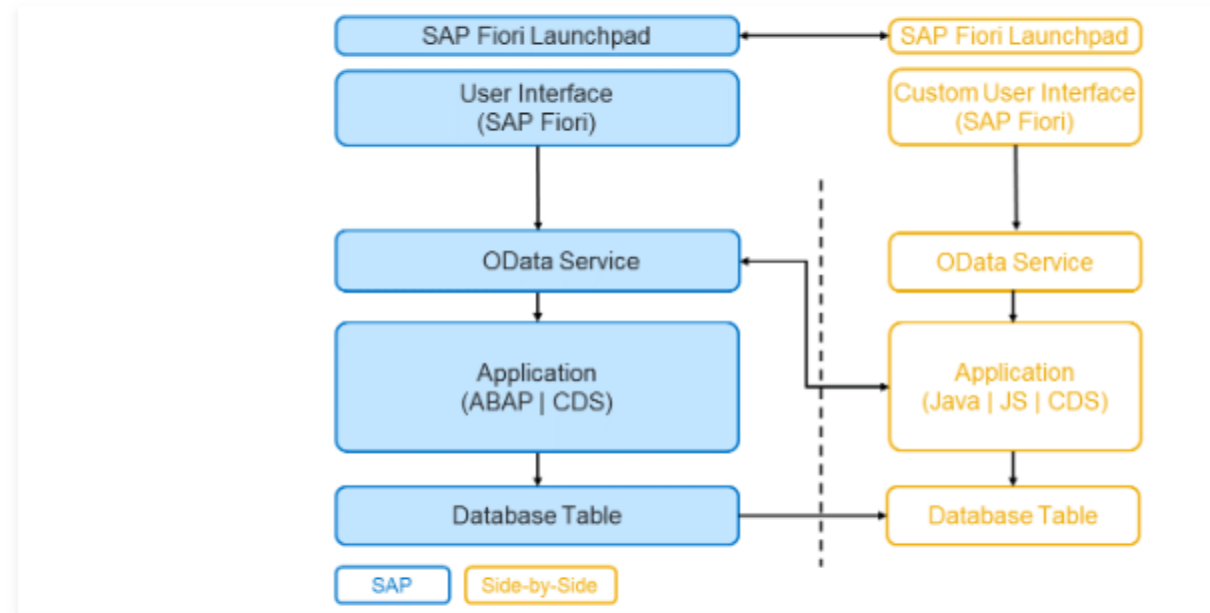 SAP Fiori Launchpad
SAP Fiori Launchpad
User Interface
(SAP Fiori)
Custom User Interface
(SAP Fiori)
OData Service
OData Service
Application
(ABAP | CDS)
Application
(Java | JS | CDS)
Database Table
Database Table
SAP
Side-by-Side